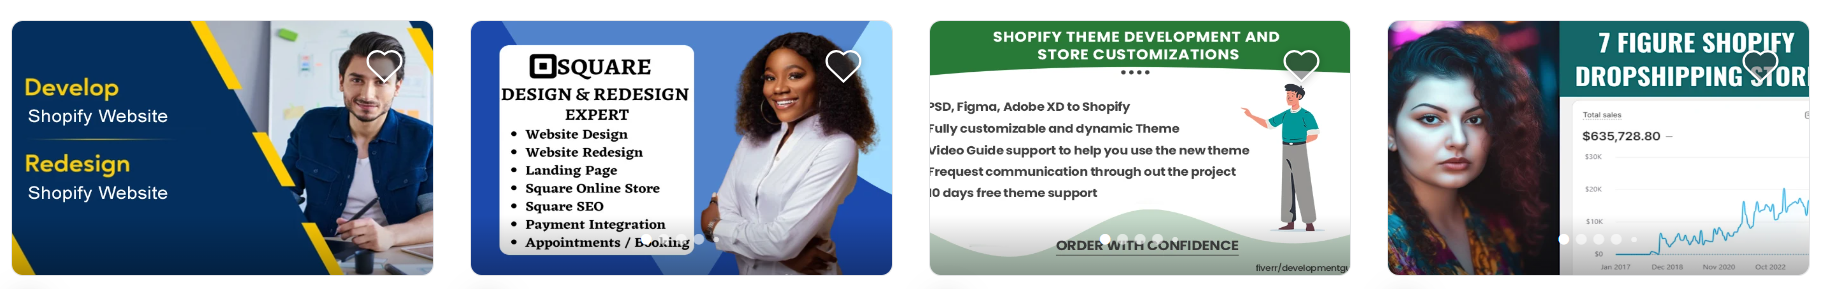 Develop
Shopify Website
Redesign
Shopify Website
SQUARE
DESIGN & REDESIGN
EXPERT
• Website Design
• Website Redesign
• Landing Page
• Square Online Store
• Square SEO
• Payment Integration
• Appointments / Booking
SHOPIFY THEME DEVELOPMENT AND
STORE CUSTOMIZATIONS
PSD, Figma, Adobe XD to Shopify
Fully customizable and dynamic Theme
Video Guide support to help you use the new theme
Frequest communication through out the project
10 days free theme support
ORDER WITH CONFIDENCE
fiverr/developmentg
7 FIGURE SHOPIFY
DROPSHIPPING STORE
Total sales
$635,728.80 –
$30K
$20K
$10K
$0
Jan 2017 Dec 2018 Nov 2020 Oct 2022